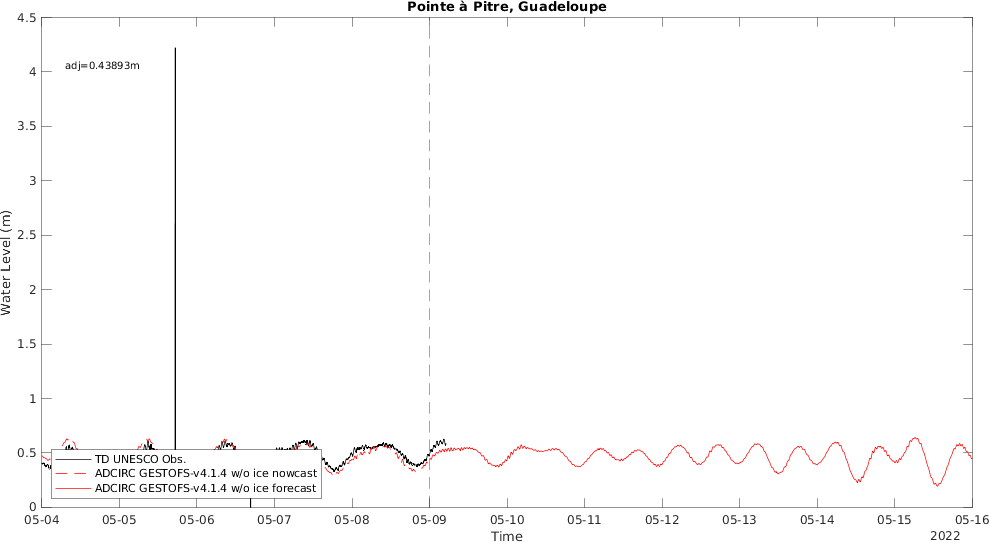 Pointe à Pitre, Guadeloupe
adj=0.43893m
Water Level (m)
4.5
4
3.5
3
2.5
2
1.5
1
0.5
0
TD UNESCO Obs.
ADCIRC GESTOFS-v4.1.4 w/o ice nowcast
ADCIRC GESTOFS-v4.1.4 w/o ice forecast
05-04 05-05 05-06 05-07 05-08 05-09 05-10 05-11 05-12 05-13 05-14 05-15 05-16
Time
2022